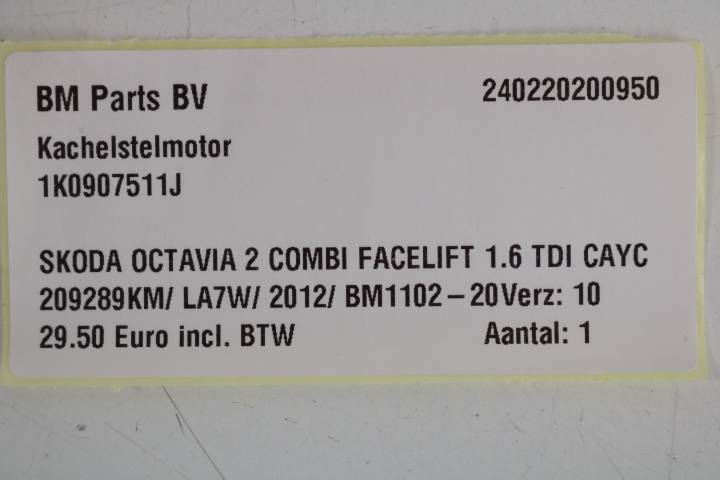 BM Parts BV 240220200950
Kachelstelmotor
1K0907511J
SKODA OCTAVIA 2 COMBI FACELIFT 1.6 TDI CAYC
209289KM/ LA7W/ 2012/ BM1102-20Verz: 10
29.50 Euro incl. BTW Aantal: 1